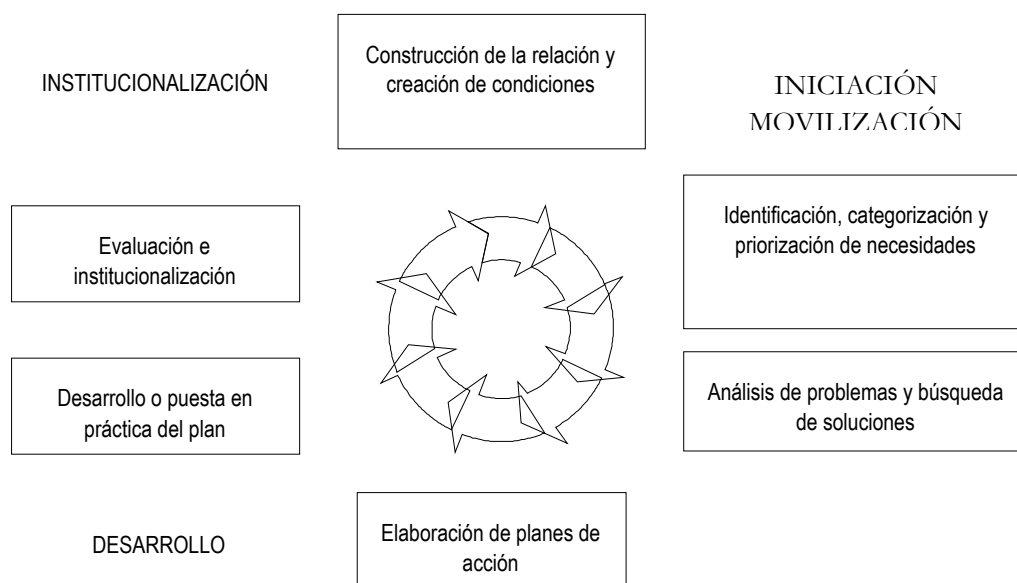 Construcción de la relación y
creación de condiciones
INSTITUCIONALIZACIÓN
INICIACIÓN
MOVILIZACIÓN
Identificación, categorización y
priorización de necesidades
Evaluación e
institucionalización
Desarrollo o puesta en
práctica del plan
Análisis de problemas y búsqueda
de soluciones
DESARROLLO
Elaboración de planes de
acción